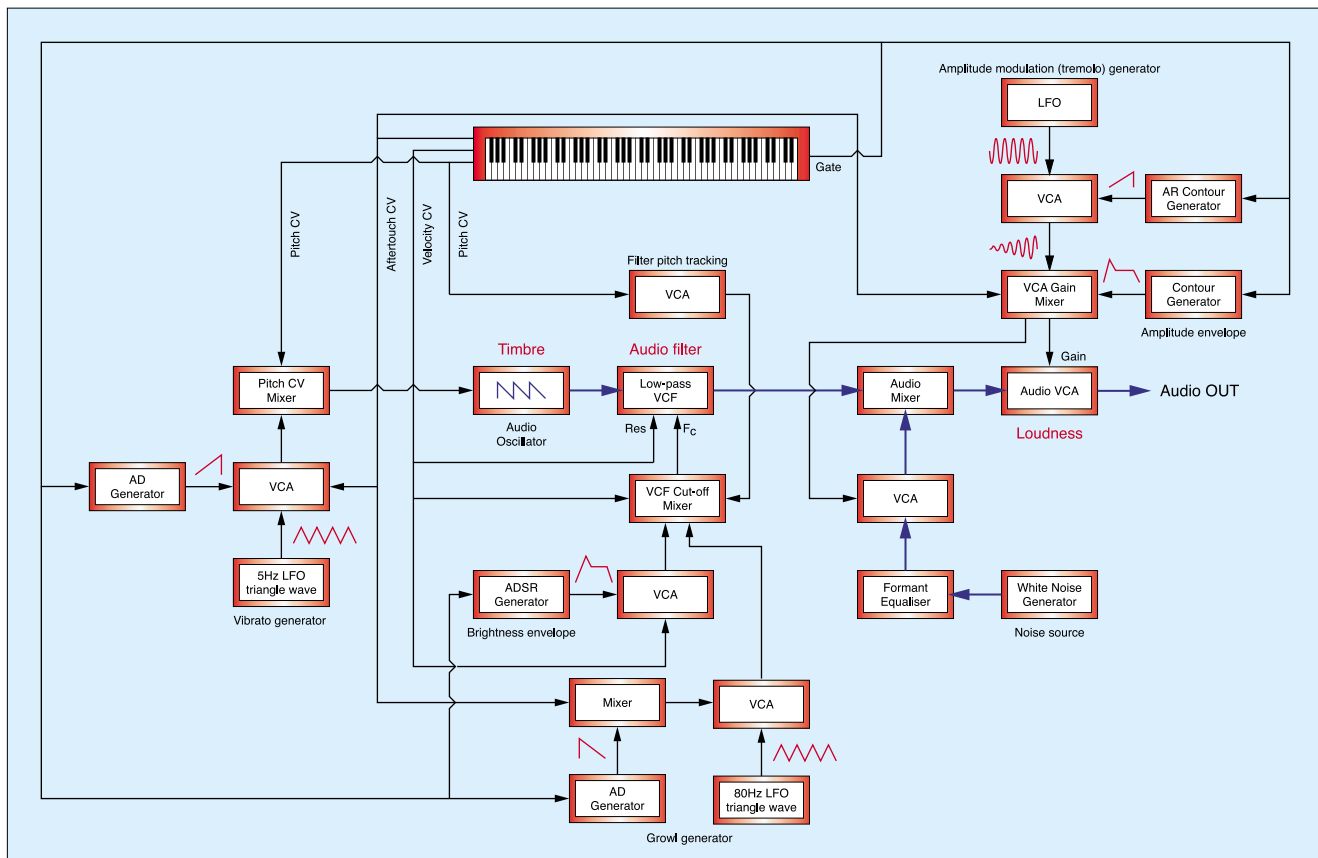 Amplitude modulation (tremolo) generator
LFO
Gate
VCA
AR Contour
Generator
Pitch CV
Aftertouch CV
Velocity CV
Pitch CV
Filter pitch tracking
VCA
VCA Gain
Mixer
Contour
Generator
Amplitude envelope
Gain
Timbre
Audio filter
Pitch CV
Mixer
Low-pass
VCF
Audio
Mixer
Audio VCA
Audio OUT
Audio
Oscillator
Res
FC
Loudness
AD
Generator
VCA
VCF Cut-off
Mixer
VCA
5Hz LFO
triangle wave
Vibrato generator
ADSR
Generator
Brightness envelope
VCA
Formant
Equaliser
White Noise
Generator
Noise source
Mixer
VCA
AD
Generator
80Hz LFO
triangle wave
Growl generator